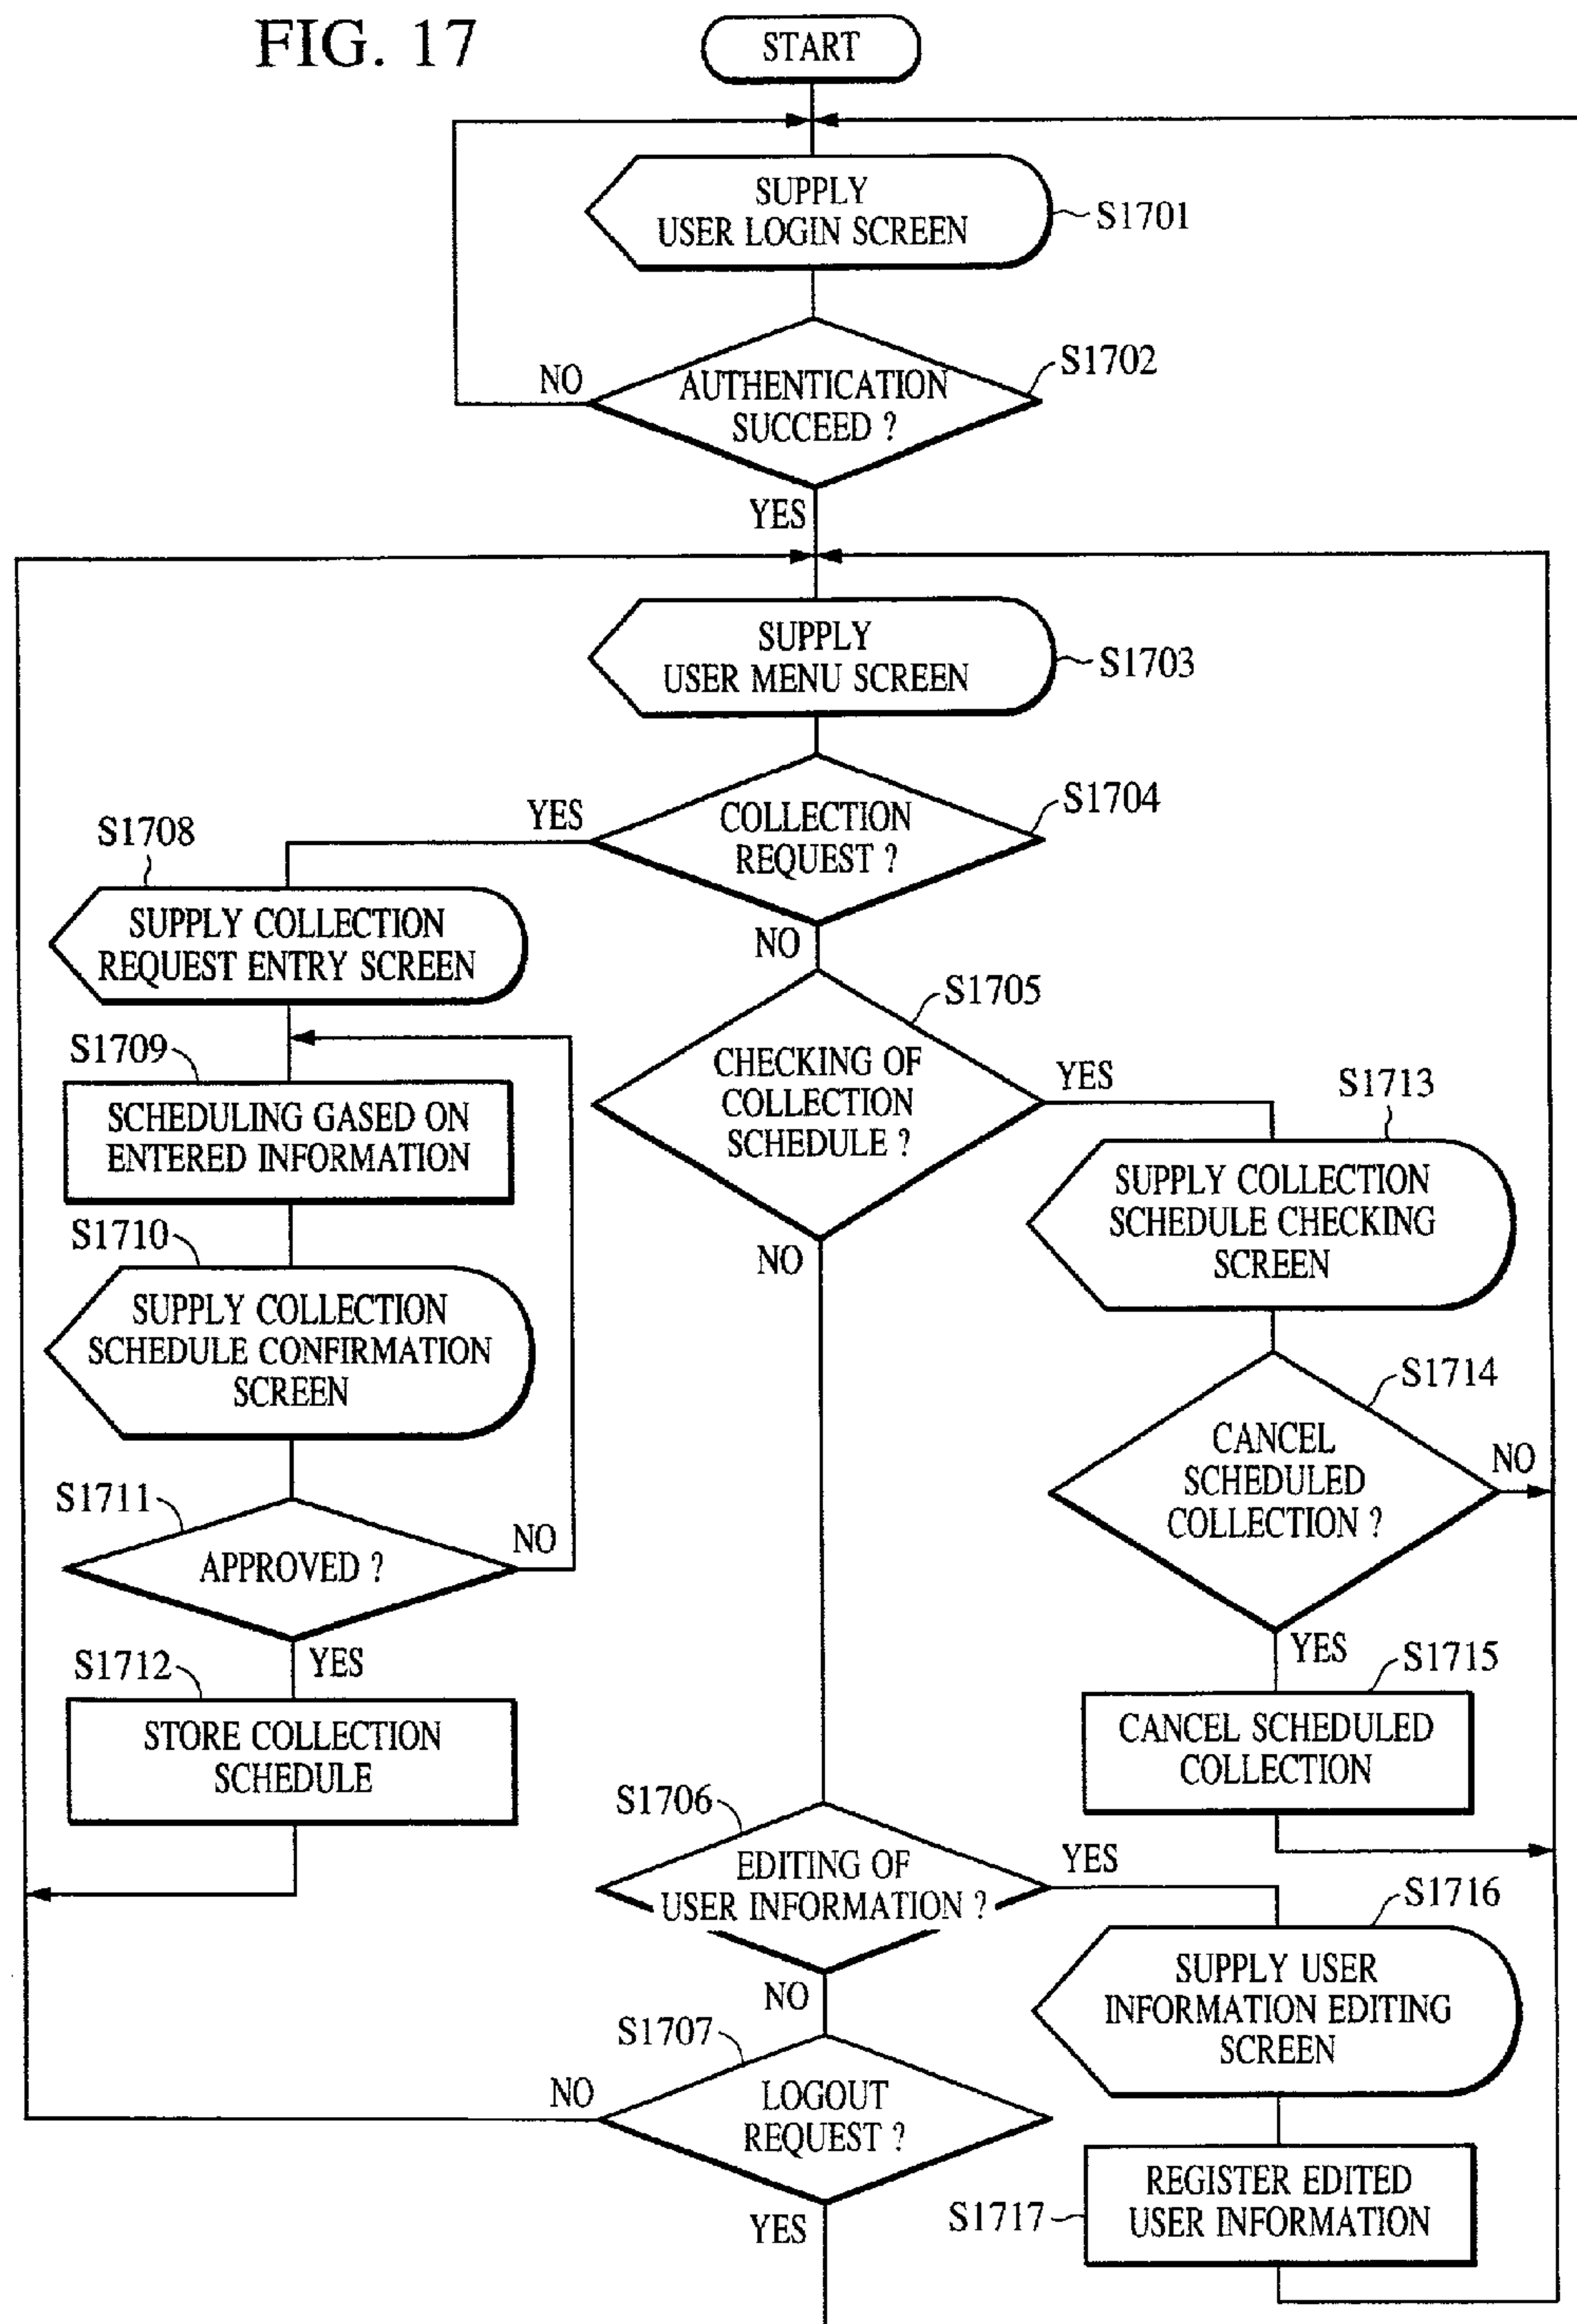 FIG. 17
START
SUPPLY
USER LOGIN SCREEN
S1701
AUTHENTICATION
SUCCEED ?
S1702
NO
YES
SUPPLY
USER MENU SCREEN
S1703
COLLECTION
REQUEST ?
S1704
YES
NO
S1708
SUPPLY COLLECTION
REQUEST ENTRY SCREEN
S1705
CHECKING OF
COLLECTION
SCHEDULE ?
YES
NO
S1709
SCHEDULING GASED ON
ENTERED INFORMATION
S1713
SUPPLY COLLECTION
SCHEDULE CHECKING
SCREEN
S1710
SUPPLY COLLECTION
SCHEDULE CONFIRMATION
SCREEN
S1714
CANCEL
SCHEDULED
COLLECTION ?
NO
YES
S1711
APPROVED ?
NO
YES
S1712
STORE COLLECTION
SCHEDULE
S1715
CANCEL SCHEDULED
COLLECTION
S1706
EDITING OF
USER INFORMATION ?
YES
NO
S1716
SUPPLY USER
INFORMATION EDITING
SCREEN
S1707
LOGOUT
REQUEST ?
NO
YES
S1717
REGISTER EDITED
USER INFORMATION